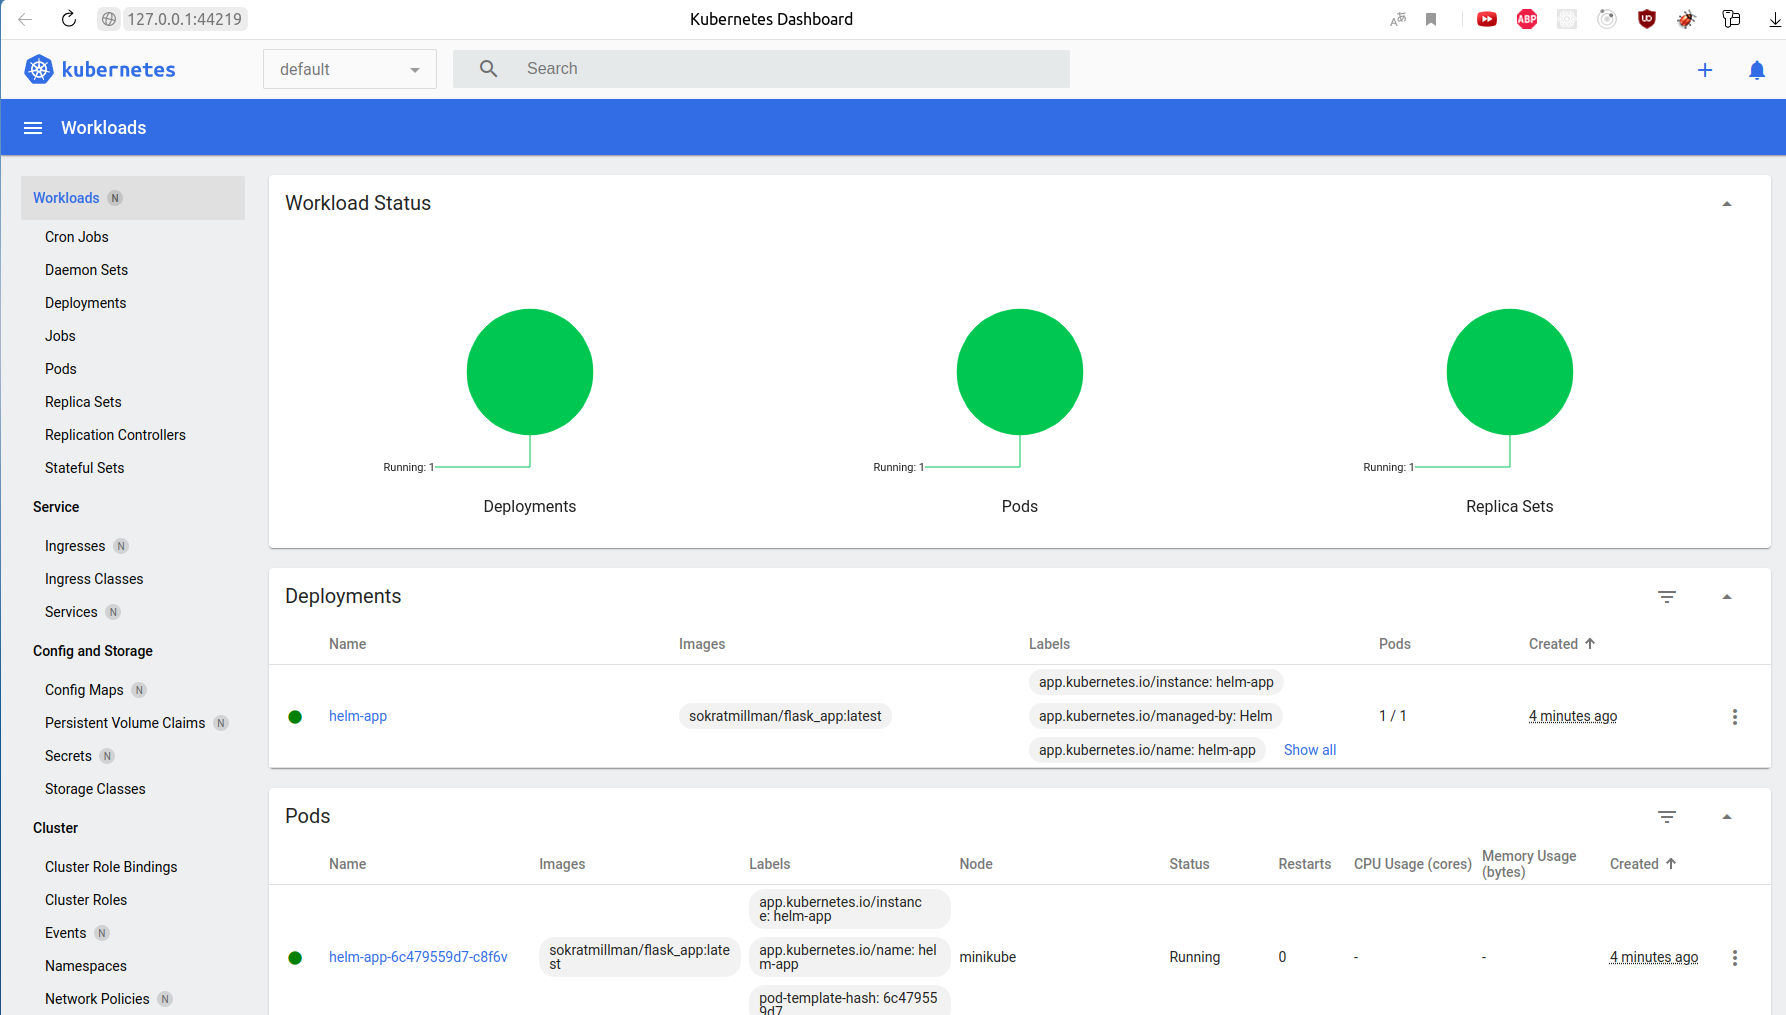 127.0.0.1:44219
Kubernetes Dashboard
ABP
kubernetes
default
Search
Workloads
Workloads N
Cron Jobs
Daemon Sets
Deployments
Jobs
Pods
Replica Sets
Replication Controllers
Stateful Sets
Service
Ingresses N
Ingress Classes
Services N
Config and Storage
Config Maps N
Persistent Volume Claims N
Secrets N
Storage Classes
Cluster
Cluster Role Bindings
Cluster Roles
Events N
Namespaces
Network Policies N
Workload Status
Running: 1
Deployments
Running: 1
Pods
Running: 1
Replica Sets
Deployments
Name Images Labels Pods Created
helm-app
sokratmillman/flask_app:latest
app.kubernetes.io/instance: helm-app
app.kubernetes.io/managed-by: Helm
app.kubernetes.io/name: helm-app
Show all
1 / 1
4 minutes ago
Pods
Name Images Labels Node Status Restarts CPU Usage (cores) Memory Usage
(bytes)
Created
helm-app-6c479559d7-c8f6v
sokratmillman/flask_app:late
st
app.kubernetes.io/instanc
e: helm-app
app.kubernetes.io/name: hel
m-app
pod-template-hash: 6c47955
9d7
minikube
Running
0
-
-
4 minutes ago